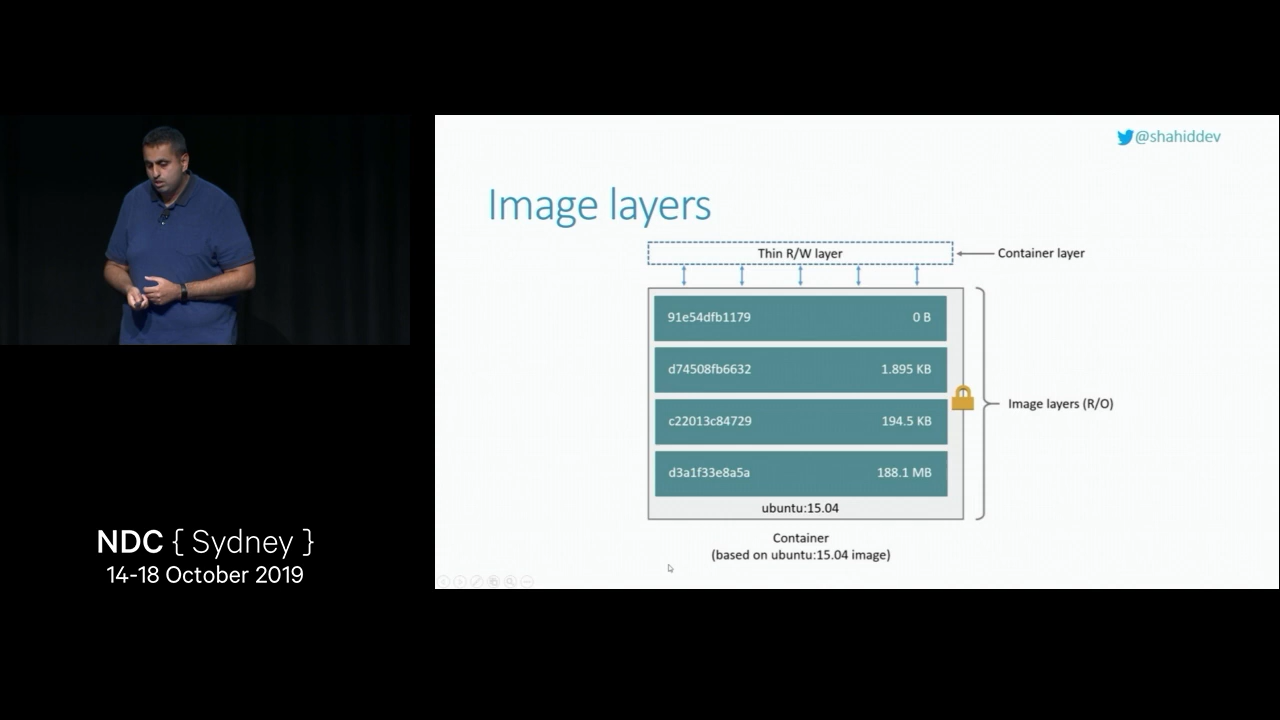 @shahiddev
Image layers
Thin R/W layer
Container layer
91e54dfb1179 0 B
d74508fb6632 1.895 KB
c22013c84729 194.5 KB
Image layers (R/O)
d3a1f33e8a5a 188.1 MB
ubuntu:15.04
Container
(based on ubuntu:15.04 image)
NDC { Sydney }
14-18 October 2019